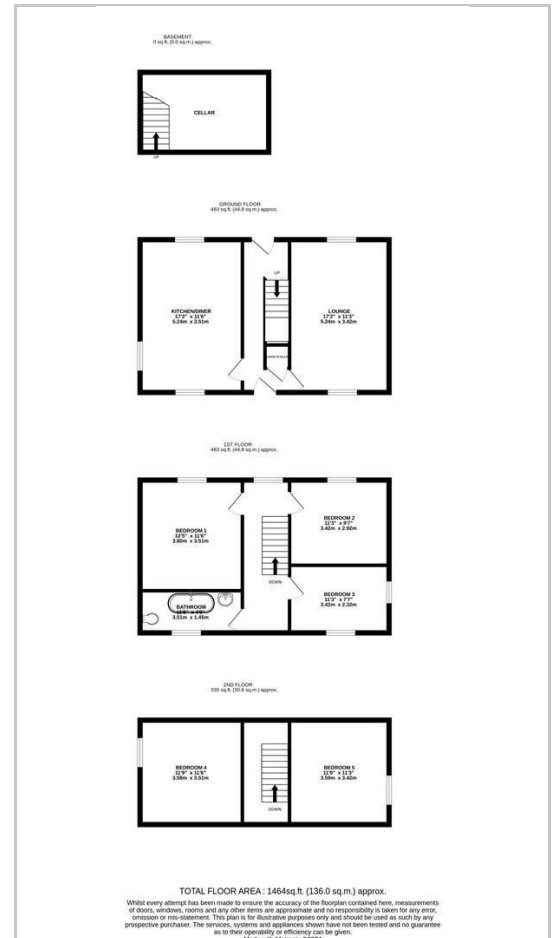 BASEMENT
0 sq.ft. (0.0 sq.m.) approx.
CELLAR
UP
GROUND FLOOR
483 sq.ft. (44.8 sq.m.) approx.
UP
KITCHEN/DINER
17'2" x 11'6"
5.24m x 3.51m
LOUNGE
17'2" x 11'3"
5.24m x 3.42m
1ST FLOOR
483 sq.ft. (44.8 sq.m.) approx.
BEDROOM 1
12'5" x 11'6"
3.80m x 3.51m
BEDROOM 2
11'3" x 9'7"
3.42m x 2.92m
DOWN
BEDROOM 3
11'3" x 7'7"
3.42m x 2.32m
BATHROOM
3.51m x 1.45m
2ND FLOOR
330 sq.ft. (30.6 sq.m.) approx.
BEDROOM 4
11'9" x 11'6"
3.58m x 3.51m
BEDROOM 5
11'9" x 11'3"
3.59m x 3.42m
DOWN
TOTAL FLOOR AREA : 1464sq.ft. (136.0 sq.m.) approx.
Whilst every attempt has been made to ensure the accuracy of the floorplan contained here, measurements
of doors, windows, rooms and any other items are approximate and no responsibility is taken for any error,
omission or mis-statement. This plan is for illustrative purposes only and should be used as such by any
prospective purchaser. The services, systems and appliances shown have not been tested and no guarantee
as to their operability or efficiency can be given.